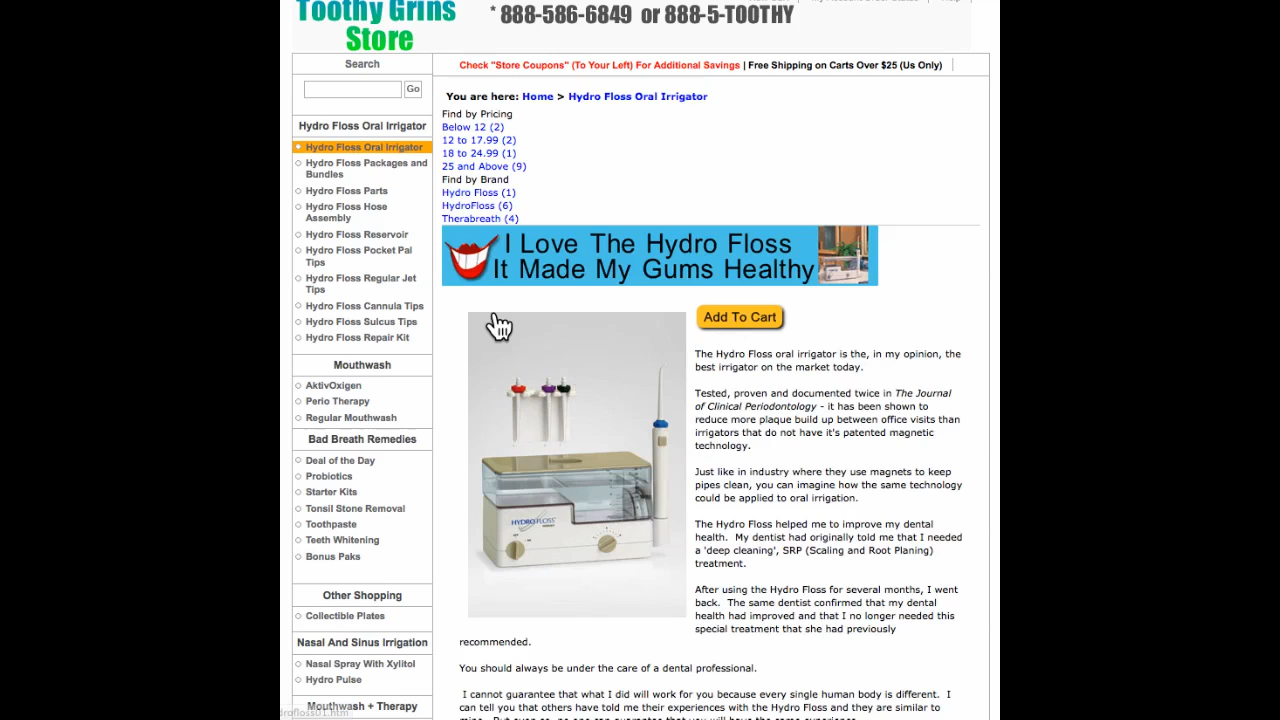 Toothy Grins
Store
* 888-586-6849 or 888-5-TOOTHY
Search
Go
Check "Store Coupons" (To Your Left) For Additional Savings | Free Shipping on Carts Over $25 (Us Only)
Hydro Floss Oral Irrigator
Hydro Floss Oral Irrigator
Hydro Floss Packages and
Bundles
Hydro Floss Parts
Hydro Floss Hose
Assembly
Hydro Floss Reservoir
Hydro Floss Pocket Pal
Tips
Hydro Floss Regular Jet
Tips
Hydro Floss Cannula Tips
Hydro Floss Sulcus Tips
Hydro Floss Repair Kit
Mouthwash
AktivOxigen
Perio Therapy
Regular Mouthwash
Bad Breath Remedies
Deal of the Day
Probiotics
Starter Kits
Tonsil Stone Removal
Toothpaste
Teeth Whitening
Bonus Paks
Other Shopping
Collectible Plates
Nasal And Sinus Irrigation
Nasal Spray With Xylitol
Hydro Pulse
Mouthwash + Therapy
You are here: Home > Hydro Floss Oral Irrigator
Find by Pricing
Below 12 (2)
12 to 17.99 (2)
18 to 24.99 (1)
25 and Above (9)
Find by Brand
Hydro Floss (1)
HydroFloss (6)
Therabreath (4)
I Love The Hydro Floss
It Made My Gums Healthy
Add To Cart
HYDRO FLOSS
The Hydro Floss oral irrigator is the, in my opinion, the
best irrigator on the market today.
Tested, proven and documented twice in The Journal
of Clinical Periodontology - it has been shown to
reduce more plaque build up between office visits than
irrigators that do not have it's patented magnetic
technology.
Just like in industry where they use magnets to keep
pipes clean, you can imagine how the same technology
could be applied to oral irrigation.
The Hydro Floss helped me to improve my dental
health. My dentist had originally told me that I needed
a 'deep cleaning', SRP (Scaling and Root Planing)
treatment.
After using the Hydro Floss for several months, I went
back. The same dentist confirmed that my dental
health had improved and that I no longer needed this
special treatment that she had previously
recommended.
You should always be under the care of a dental professional.
I cannot guarantee that what I did will work for you because every single human body is different. I
can tell you that others have told me their experiences with the Hydro Floss and they are similar to